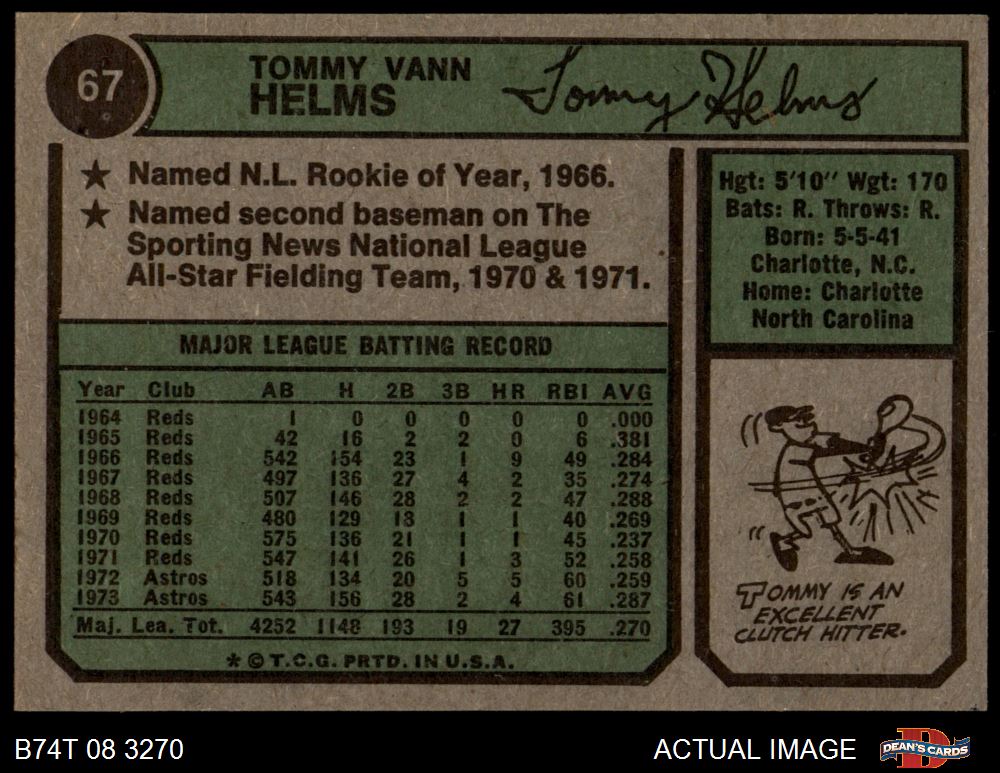 67
TOMMY VANN
HELMS
Tommy Helms
★ Named N.L. Rookie of Year, 1966.
★ Named second baseman on The
Sporting News National League
All-Star Fielding Team, 1970 & 1971.
Hgt: 5'10" Wgt: 170
Bats: R. Throws: R.
Born: 5-5-41
Charlotte, N.C.
Home: Charlotte
North Carolina
MAJOR LEAGUE BATTING RECORD
Year Club AB H 2B 3B HR RBI AVG
1964 Reds 1 0 0 0 0 0 .000
1965 Reds 42 16 2 2 0 6 .381
1966 Reds 542 154 23 1 9 49 .284
1967 Reds 497 136 27 4 2 35 .274
1968 Reds 507 146 28 2 2 47 .288
1969 Reds 480 129 18 1 1 40 .269
1970 Reds 575 136 21 1 1 45 .237
1971 Reds 547 141 26 1 3 52 .258
1972 Astros 518 134 20 5 5 60 .259
1973 Astros 543 156 28 2 4 61 .287
Maj. Lea. Tot. 4252 1148 193 19 27 395 .270
* © T.C.G. PRTD. IN U.S.A.
TOMMY IS AN
EXCELLENT
CLUTCH HITTER.
B74T 08 3270
ACTUAL IMAGE
DEAN'S CARDS